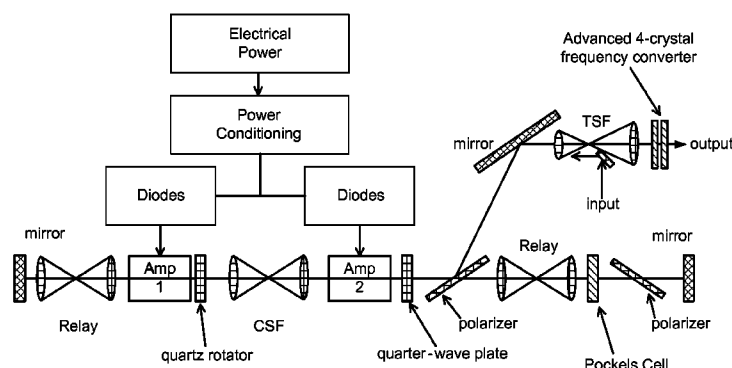 Electrical
Power
Advanced 4-crystal
frequency converter
Power
Conditioning
TSF
mirror
output
Diodes
Diodes
input
mirror
Relay
mirror
Amp
1
Amp
2
Relay
CSF
polarizer
polarizer
quartz rotator
quarter-wave plate
Pockels Cell